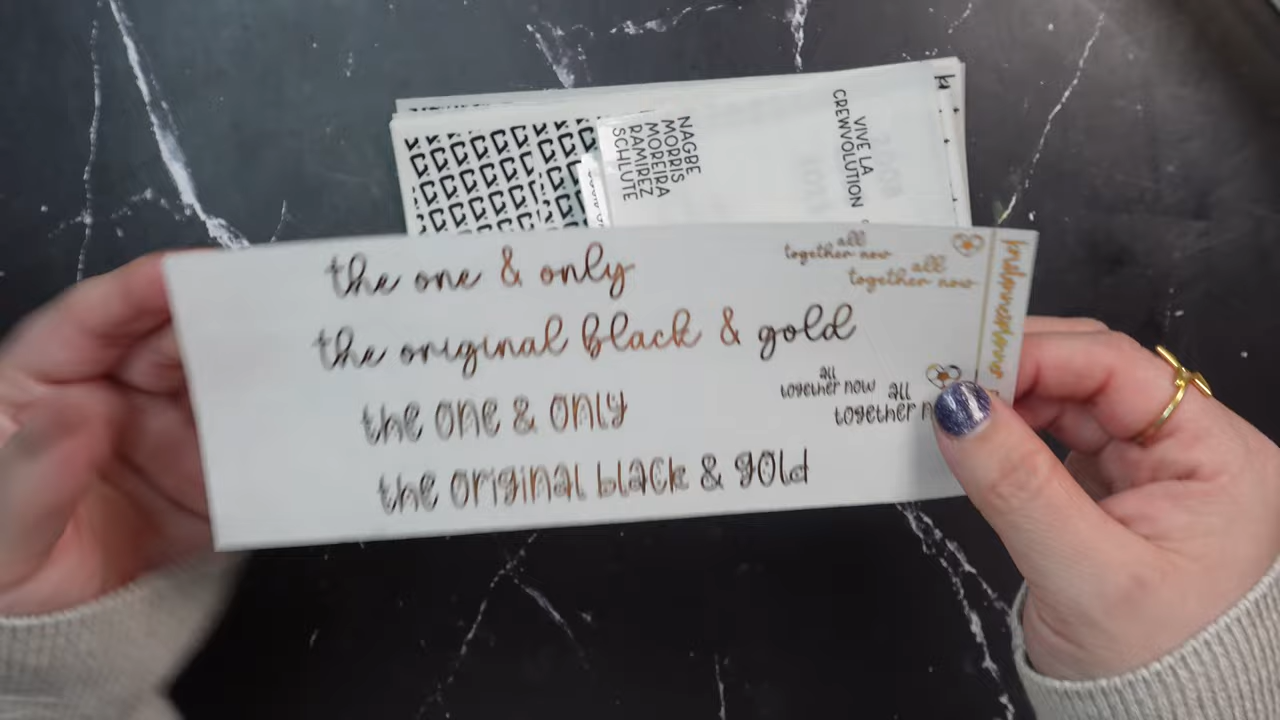 NAGBE
MORRIS
MOREIRA
RAMIREZ
SCHLUTE
VIVE LA
CREWVOLUTION
the one & only
the original black & gold
the one & only
the original black & gold
all
together now
all
together now
all
together now
all
together n